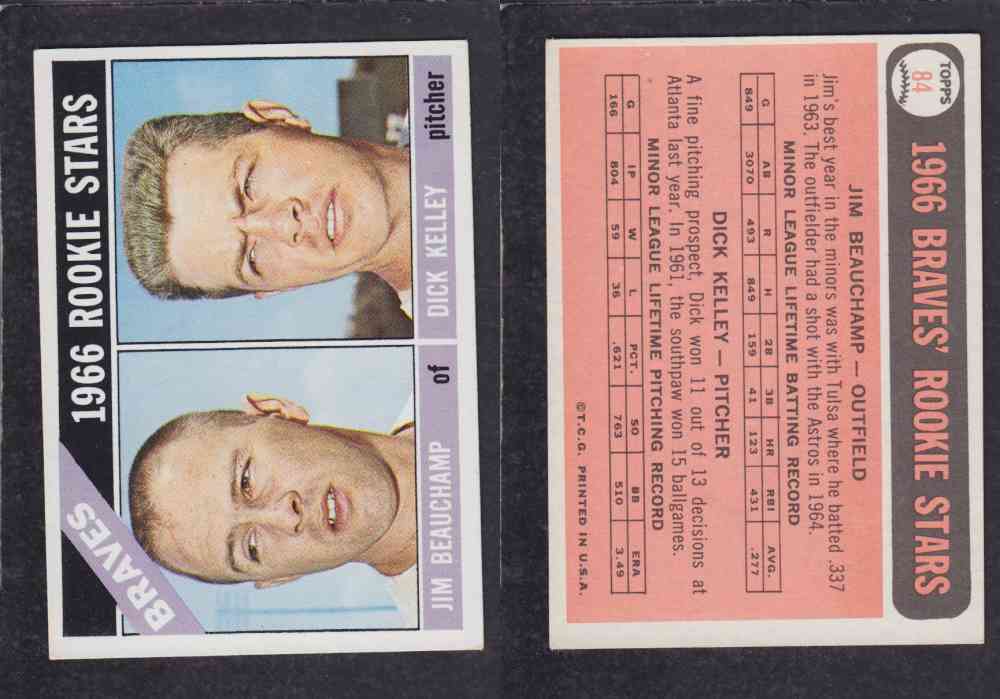 1966 ROOKIE STARS
BRAVES
JIM BEAUCHAMP of
DICK KELLEY pitcher
TOPPS
84
1966 BRAVES' ROOKIE STARS
JIM BEAUCHAMP — OUTFIELD
Jim's best year in the minors was with Tulsa where he batted .337
in 1963. The outfielder had a shot with the Astros in 1964.
MINOR LEAGUE LIFETIME BATTING RECORD
G AB R H 2B 3B HR RBI AVG.
849 3070 493 849 159 41 123 431 .277
DICK KELLEY — PITCHER
A fine pitching prospect, Dick won 11 out of 13 decisions at
Atlanta last year. In 1961, the southpaw won 15 ballgames.
MINOR LEAGUE LIFETIME PITCHING RECORD
G IP W L PCT. SO BB ERA
166 804 59 36 .621 763 510 3.49
©T.C.G. PRINTED IN U.S.A.